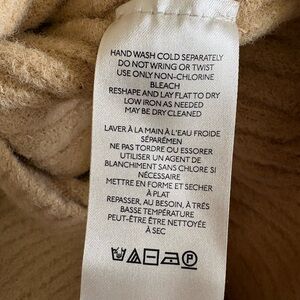 HAND WASH COLD SEPARATELY
DO NOT WRING OR TWIST
USE ONLY NON-CHLORINE
BLEACH
RESHAPE AND LAY FLAT TO DRY
LOW IRON AS NEEDED
MAY BE DRY CLEANED
LAVER À LA MAIN À L'EAU FROIDE
SÉPARÉMEN
NE PAS TORDRE OU ESSORER
UTILISER UN AGENT DE
BLANCHIMENT SANS CHLORE SI
NÉCESSAIRE
METTRE EN FORME ET SECHER
À PLAT
REPASSER, AU BESOIN, À TRÈS
BASSE TEMPÉRATURE
PEUT-ÊTRE ÊTRE NETTOYÉE
À SEC
P